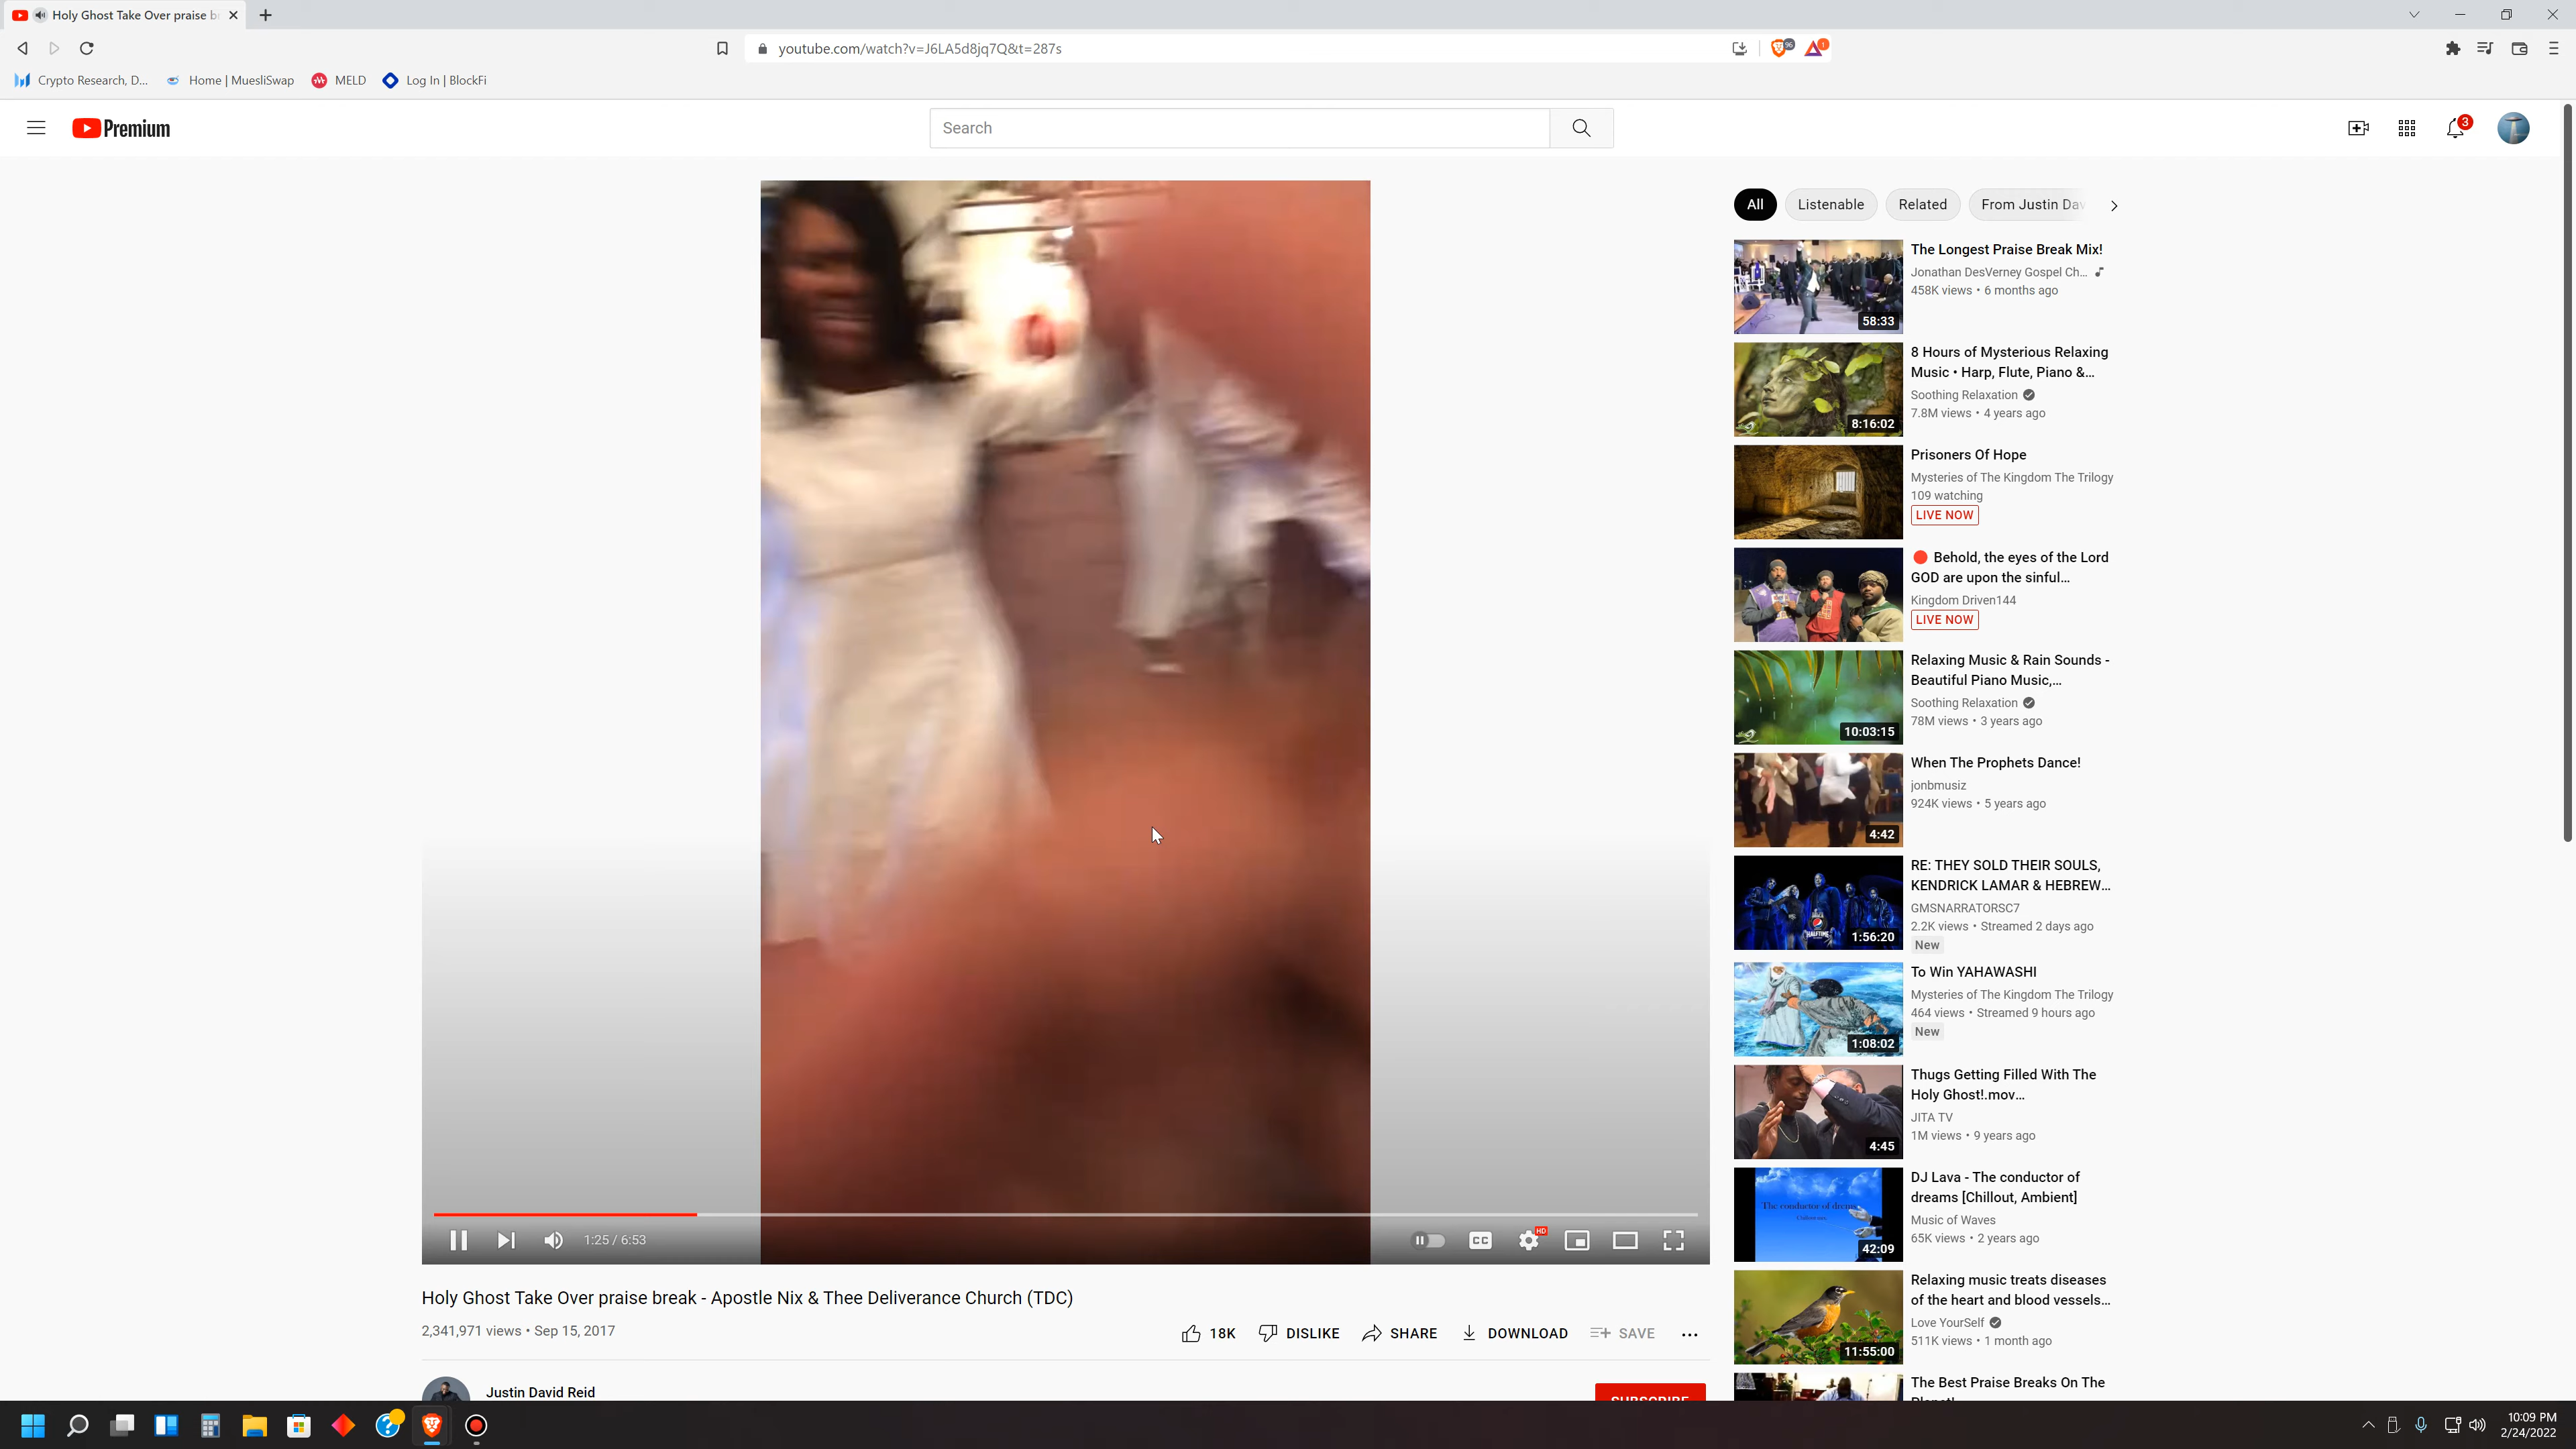 Holy Ghost Take Over praise b
youtube.com/watch?v=J6LA5d8jq7Q&t=287s
96
1
Crypto Research, D...
Home | MuesliSwap
MELD
Log In | BlockFi
Premium
Search
3
All
Listenable
Related
From Justin Dav
The Longest Praise Break Mix!
Jonathan DesVerney Gospel Ch...
458K views • 6 months ago
58:33
8 Hours of Mysterious Relaxing
Music • Harp, Flute, Piano &...
Soothing Relaxation
7.8M views • 4 years ago
8:16:02
Prisoners Of Hope
Mysteries of The Kingdom The Trilogy
109 watching
LIVE NOW
Behold, the eyes of the Lord
GOD are upon the sinful...
Kingdom Driven144
LIVE NOW
Relaxing Music & Rain Sounds -
Beautiful Piano Music,...
Soothing Relaxation
78M views • 3 years ago
10:03:15
When The Prophets Dance!
jonbmusiz
924K views • 5 years ago
4:42
RE: THEY SOLD THEIR SOULS,
KENDRICK LAMAR & HEBREW...
GMSNARRATORSC7
2.2K views • Streamed 2 days ago
New
HALFTIME
1:56:20
To Win YAHAWASHI
Mysteries of The Kingdom The Trilogy
464 views • Streamed 9 hours ago
New
1:08:02
Thugs Getting Filled With The
Holy Ghost!.mov...
JITA TV
1M views • 9 years ago
4:45
DJ Lava - The conductor of
dreams [Chillout, Ambient]
Music of Waves
65K views • 2 years ago
The conductor of dreams
42:09
Relaxing music treats diseases
of the heart and blood vessels...
Love YourSelf
511K views • 1 month ago
11:55:00
The Best Praise Breaks On The
Planet!
1:25 / 6:53
CC
HD
Holy Ghost Take Over praise break - Apostle Nix & Thee Deliverance Church (TDC)
2,341,971 views • Sep 15, 2017
18K
DISLIKE
SHARE
DOWNLOAD
SAVE
Justin David Reid
SUBSCRIBE
10:09 PM
2/24/2022